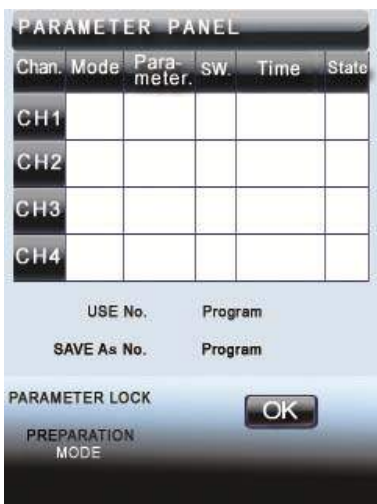 PARAMETER PANEL
Chan. Mode Para-meter. SW. Time State
CH1
CH2
CH3
CH4
USE No. Program
SAVE As No. Program
PARAMETER LOCK
OK
PREPARATION
MODE